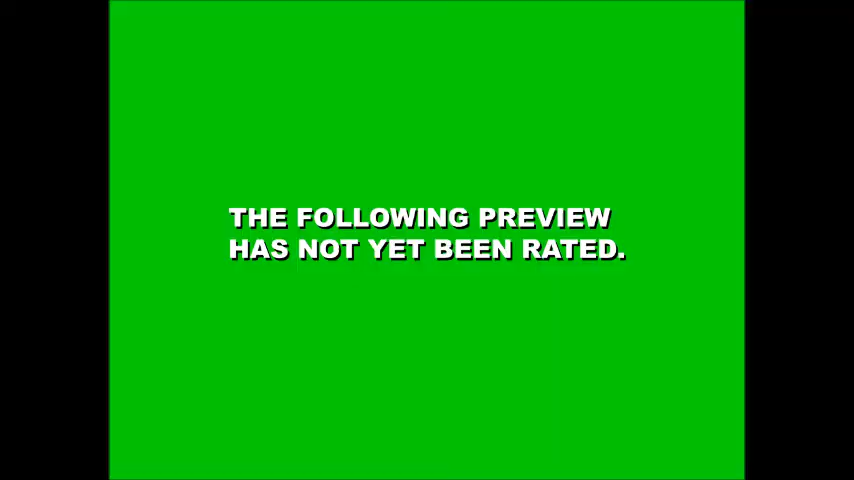 THE FOLLOWING PREVIEW
HAS NOT YET BEEN RATED.